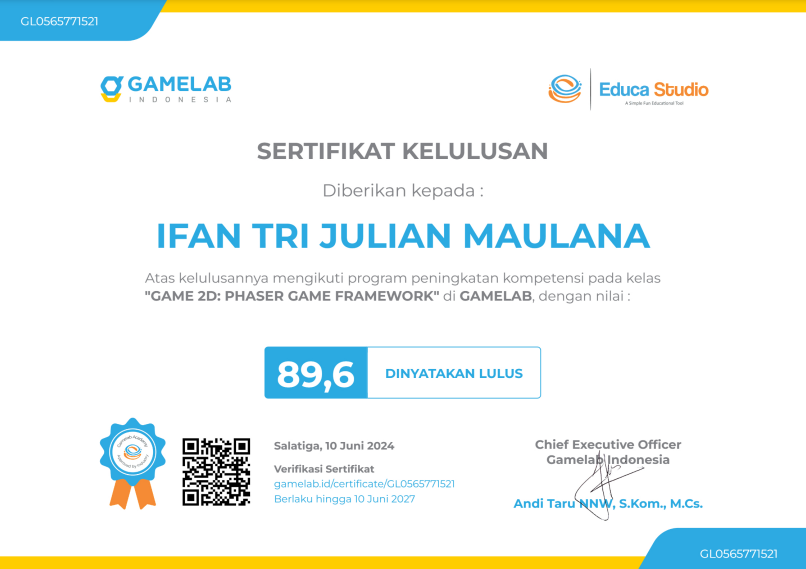 GL0565771521
GAMELAB
INDONESIA
Educa Studio
A Simple Fun Educational Tool
SERTIFIKAT KELULUSAN
Diberikan kepada :
IFAN TRI JULIAN MAULANA
Atas kelulusannya mengikuti program peningkatan kompetensi pada kelas
"GAME 2D: PHASER GAME FRAMEWORK" di GAMELAB, dengan nilai :
89,6
DINYATAKAN LULUS
Gamelab Academy
Salatiga, 10 Juni 2024
Verifikasi Sertifikat
gamelab.id/certificate/GL0565771521
Berlaku hingga 10 Juni 2027
Chief Executive Officer
Gamelab Indonesia
Andi Taru NNW, S.Kom., M.Cs.
GL0565771521